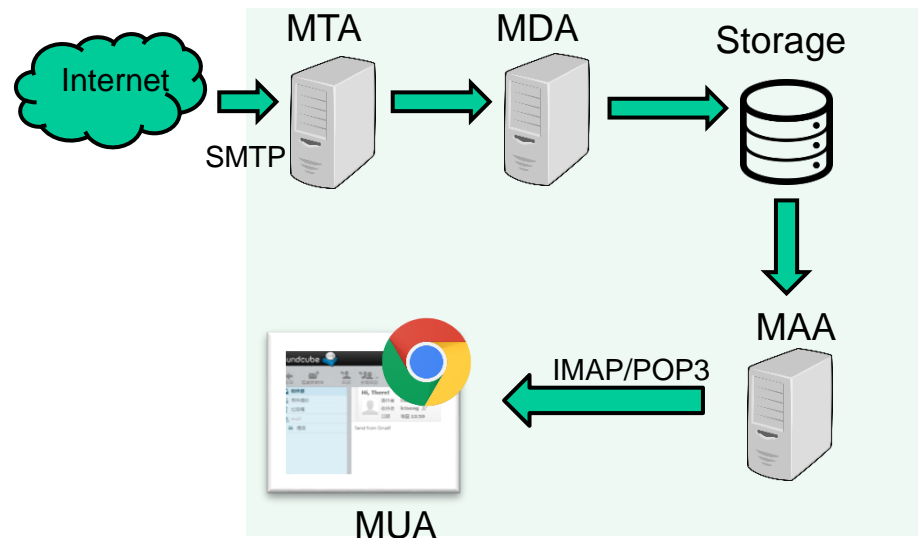 MTA
MDA
Storage
Internet
SMTP
MAA
IMAP/POP3
undcube
Hi, There!
Send from Gmail!
MUA